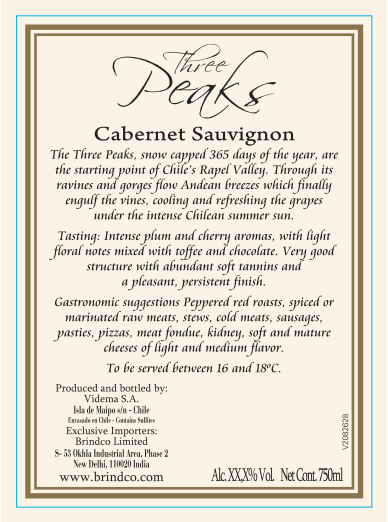 Three
Peaks
Cabernet Sauvignon
The Three Peaks, snow capped 365 days of the year, are
the starting point of Chile's Rapel Valley. Through its
ravines and gorges flow Andean breezes which finally
engulf the vines, cooling and refreshing the grapes
under the intense Chilean summer sun.
Tasting: Intense plum and cherry aromas, with light
floral notes mixed with toffee and chocolate. Very good
structure with abundant soft tannins and
a pleasant, persistent finish.
Gastronomic suggestions Peppered red roasts, spiced or
marinated raw meats, stews, cold meats, sausages,
pasties, pizzas, meat fondue, kidney, soft and mature
cheeses of light and medium flavor.
To be served between 16 and 18ºC.
Produced and bottled by:
Videma S.A.
Isla de Maipo s/n - Chile
Envasado en Chile - Contains Sulfites
Exclusive Importers:
Brindco Limited
S- 53 Okhla Industrial Area, Phase 2
New Delhi, 110020 India
www.brindco.com
Alc. XX,X% Vol. Net Cont. 750ml
V2082628